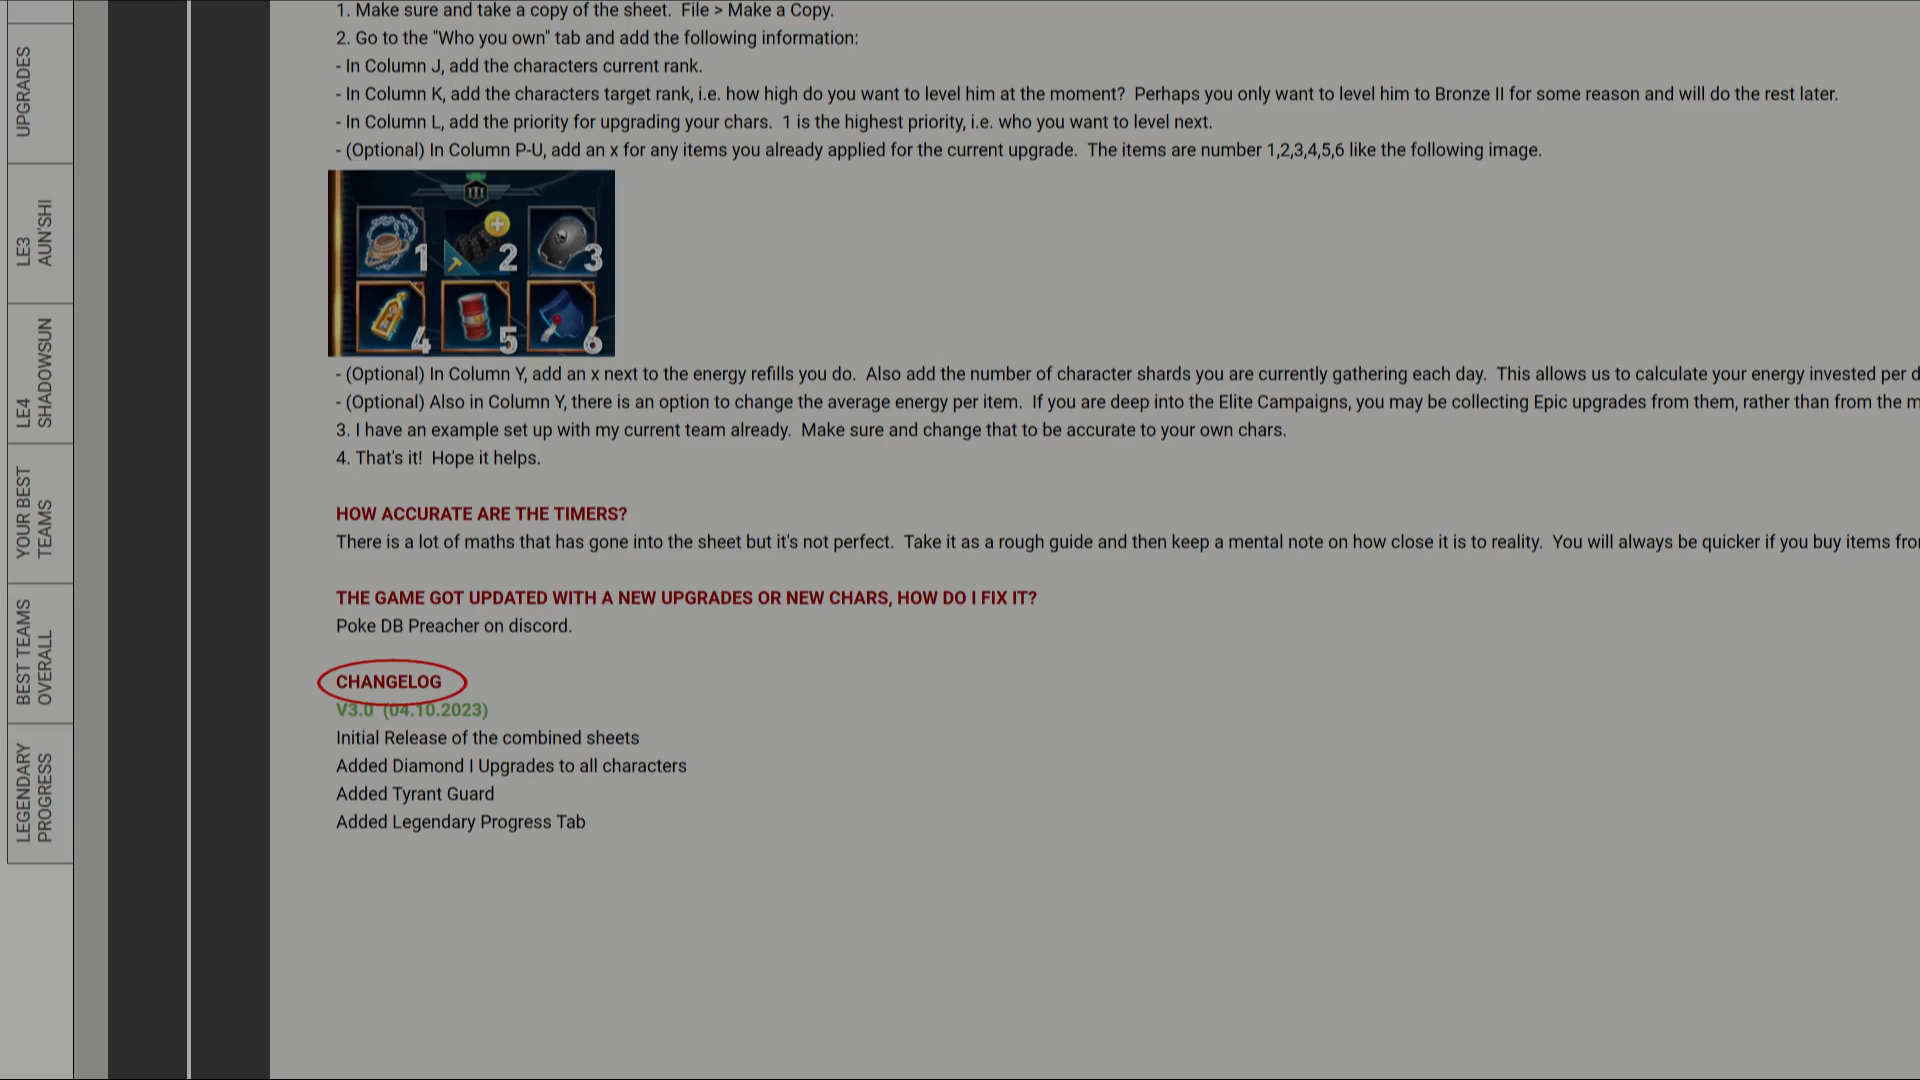 1. Make sure and take a copy of the sheet.  File > Make a Copy.
2. Go to the "Who you own" tab and add the following information:
- In Column J, add the characters current rank.
- In Column K, add the characters target rank, i.e. how high do you want to level him at the moment?  Perhaps you only want to level him to Bronze II for some reason and will do the rest later.
- In Column L, add the priority for upgrading your chars.  1 is the highest priority, i.e. who you want to level next.
- (Optional) In Column P-U, add an x for any items you already applied for the current upgrade.  The items are number 1,2,3,4,5,6 like the following image.
1 2 3
4 5 6
- (Optional) In Column Y, add an x next to the energy refills you do.  Also add the number of character shards you are currently gathering each day.  This allows us to calculate your energy invested per
- (Optional) Also in Column Y, there is an option to change the average energy per item.  If you are deep into the Elite Campaigns, you may be collecting Epic upgrades from them, rather than from the
3. I have an example set up with my current team already.  Make sure and change that to be accurate to your own chars.
4. That's it!  Hope it helps.
HOW ACCURATE ARE THE TIMERS?
There is a lot of maths that has gone into the sheet but it's not perfect.  Take it as a rough guide and then keep a mental note on how close it is to reality.  You will always be quicker if you buy items
THE GAME GOT UPDATED WITH A NEW UPGRADES OR NEW CHARS, HOW DO I FIX IT?
Poke DB Preacher on discord.
CHANGELOG
V3.0  (04.10.2023)
Initial Release of the combined sheets
Added Diamond I Upgrades to all characters
Added Tyrant Guard
Added Legendary Progress Tab
UPGRADES
LE3
AUN'SHI
LE4
SHADOWSUN
YOUR BEST
TEAMS
BEST TEAMS
OVERALL
LEGENDARY
PROGRESS